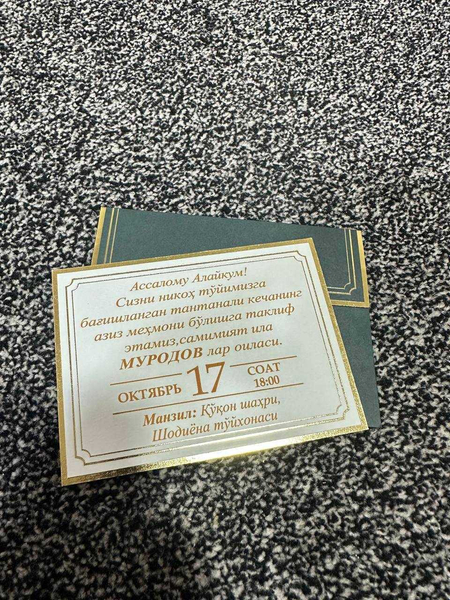 Ассалому Алайкум!
Сизни никоҳ тўйимизга
бағишланган тантанали кечанинг
азиз меҳмони бўлишга таклиф
этамиз,самимият ила
МУРОДОВ лар оиласи.
ОКТЯБРЬ 17 СОАТ
18:00
Манзил: Қўқон шаҳри,
Шодиёна тўйхонаси